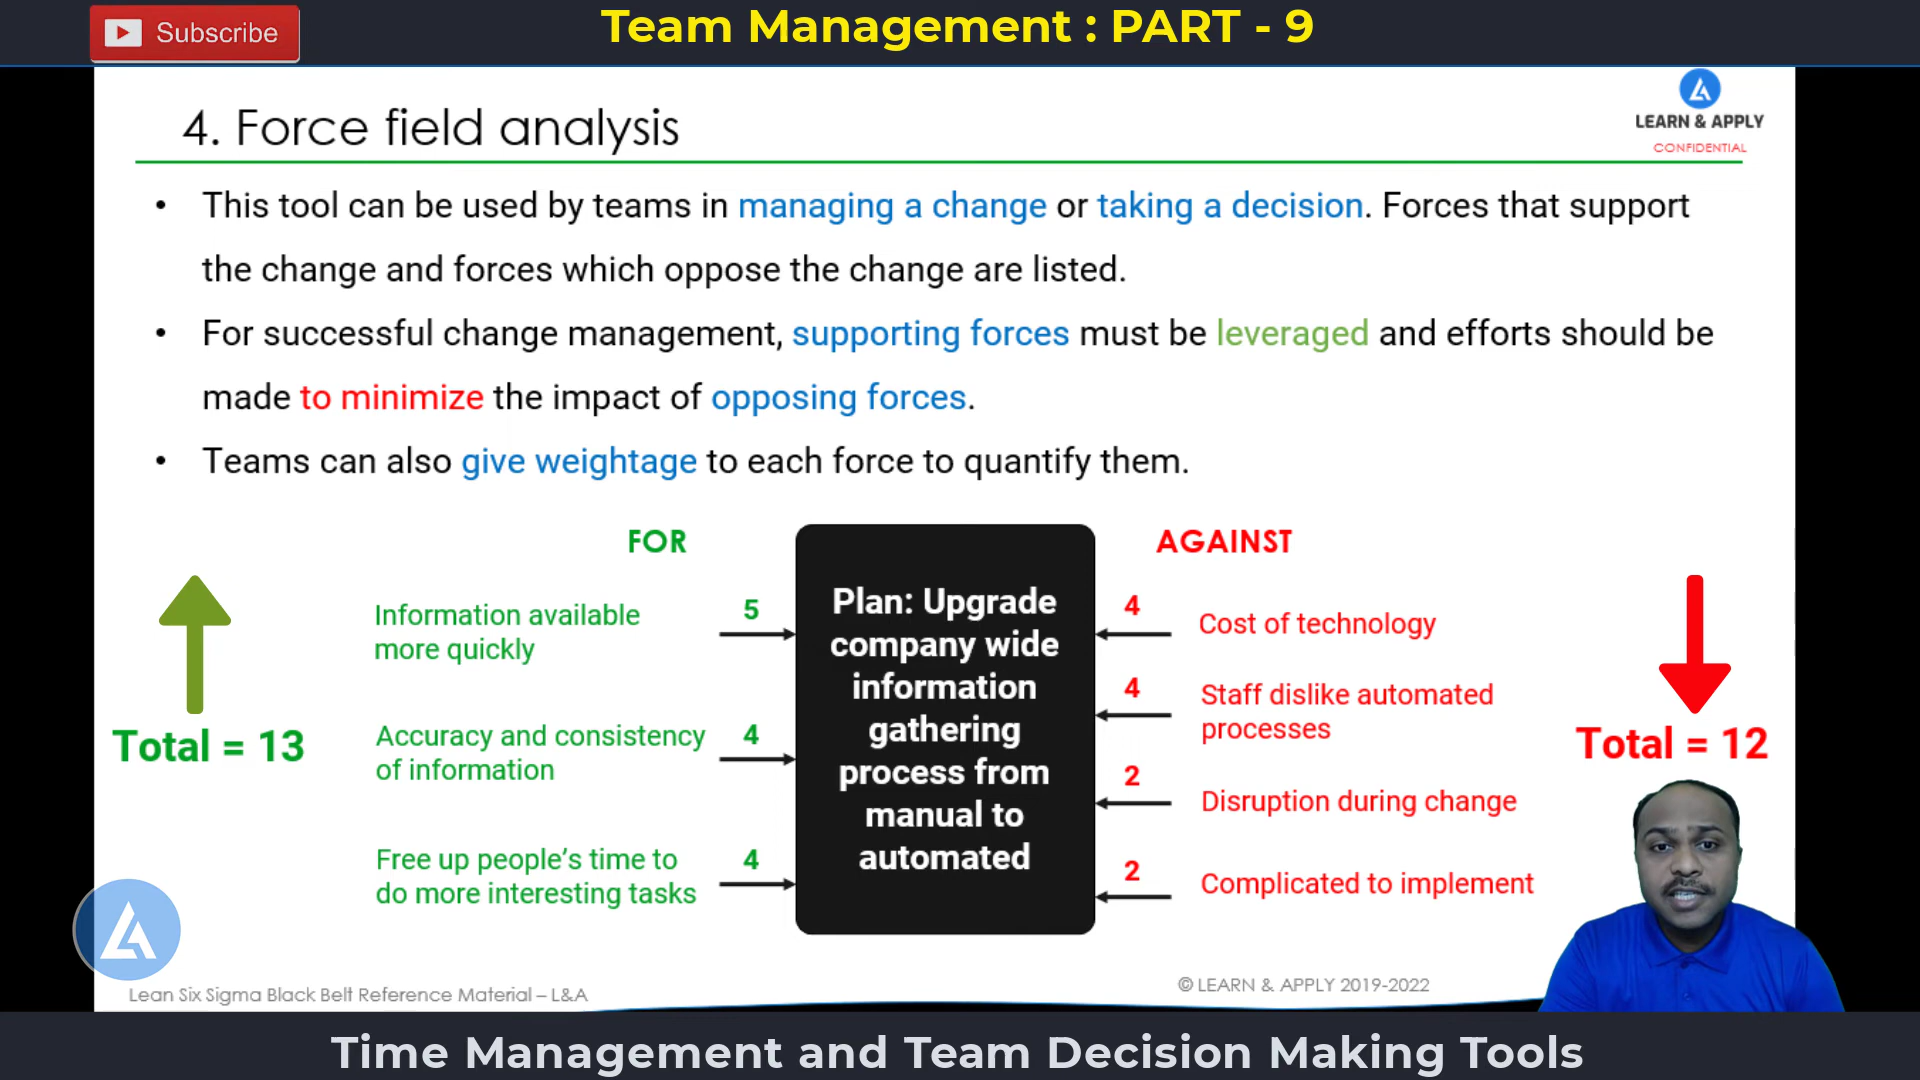 Subscribe
Team Management : PART - 9
LEARN & APPLY
CONFIDENTIAL
4. Force field analysis
• This tool can be used by teams in managing a change or taking a decision. Forces that support
the change and forces which oppose the change are listed.
• For successful change management, supporting forces must be leveraged and efforts should be
made to minimize the impact of opposing forces.
• Teams can also give weightage to each force to quantify them.
FOR
AGAINST
Total = 13
Information available
more quickly
5
Accuracy and consistency
of information
4
Free up people’s time to
do more interesting tasks
4
Plan: Upgrade
company wide
information
gathering
process from
manual to
automated
4
Cost of technology
4
Staff dislike automated
processes
2
Disruption during change
2
Complicated to implement
Total = 12
Lean Six Sigma Black Belt Reference Material – L&A
© LEARN & APPLY 2019-2022
Time Management and Team Decision Making Tools